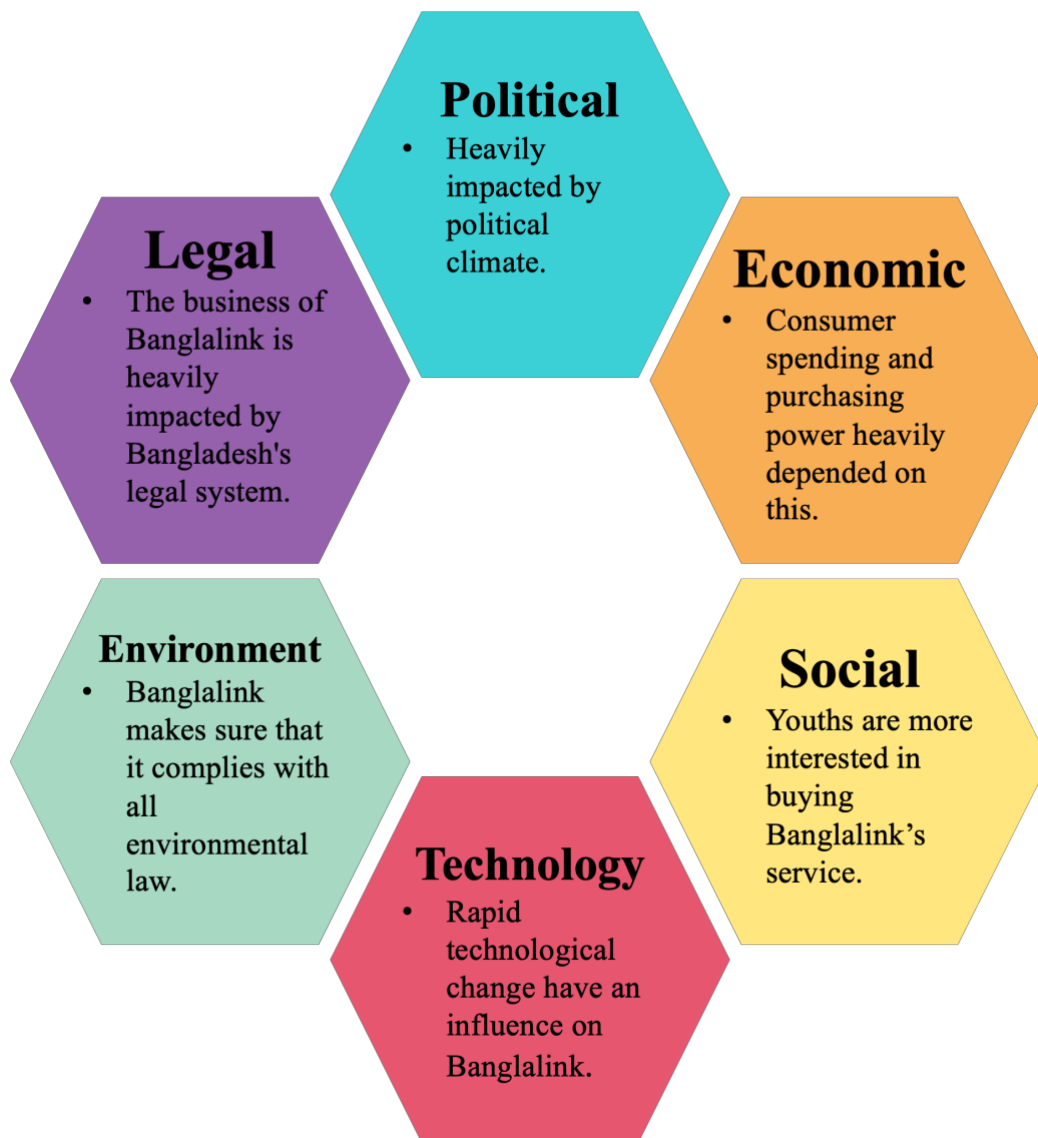 Political
• Heavily
impacted by
political
climate.
Economic
• Consumer
spending and
purchasing
power heavily
depended on
this.
Social
• Youths are more
interested in
buying
Banglalink’s
service.
Technology
• Rapid
technological
change have an
influence on
Banglalink.
Environment
• Banglalink
makes sure that
it complies with
all
environmental
law.
Legal
• The business of
Banglalink is
heavily
impacted by
Bangladesh's
legal system.